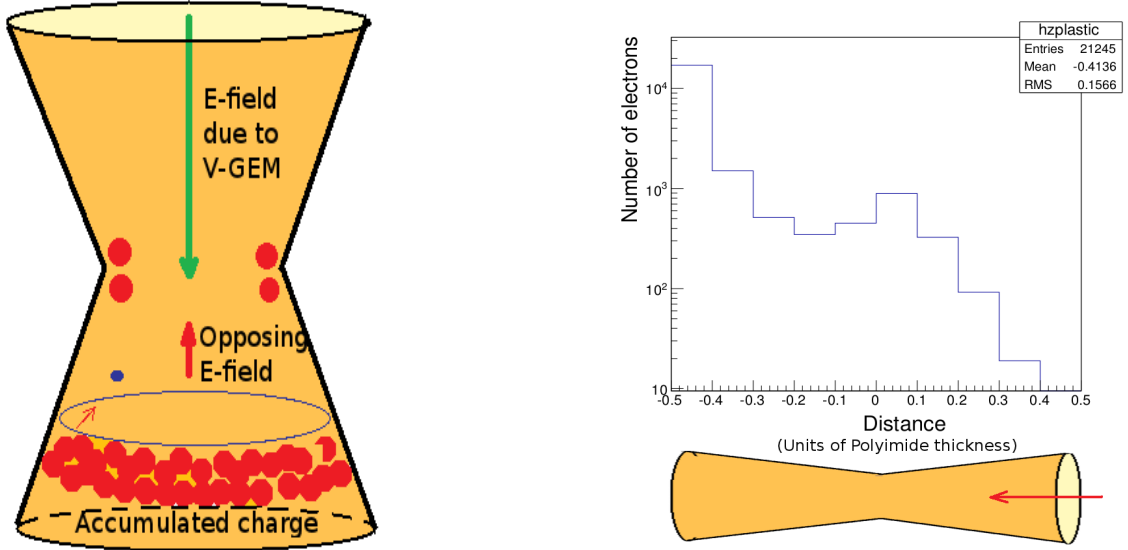 E-field
due to
V-GEM
Opposing
E-field
Accumulated charge
hzplastic
Entries 21245
Mean -0.4136
RMS 0.1566
Number of electrons
10⁴
10³
10²
10
-0.5 -0.4 -0.3 -0.2 -0.1 0 0.1 0.2 0.3 0.4 0.5
Distance
(Units of Polyimide thickness)